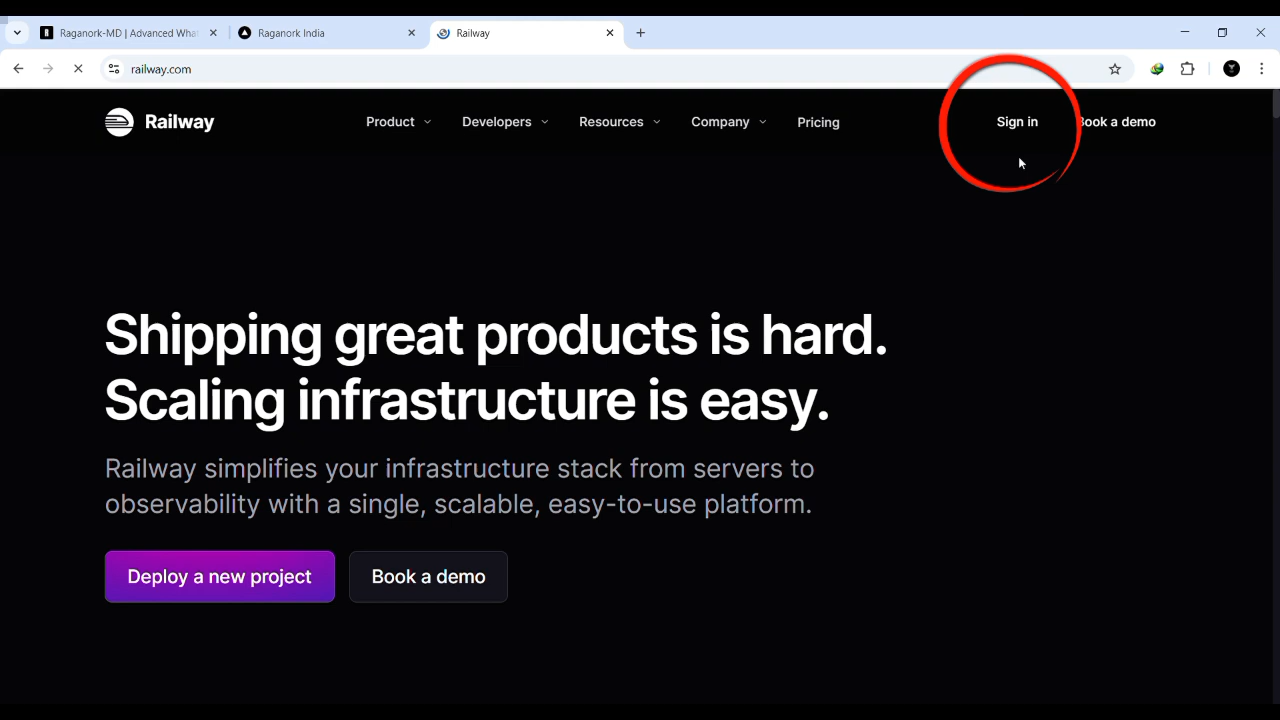 Raganork-MD | Advanced What
Raganork India
Railway
railway.com
Railway
Product
Developers
Resources
Company
Pricing
Sign in
Book a demo
Shipping great products is hard.
Scaling infrastructure is easy.
Railway simplifies your infrastructure stack from servers to
observability with a single, scalable, easy-to-use platform.
Deploy a new project
Book a demo